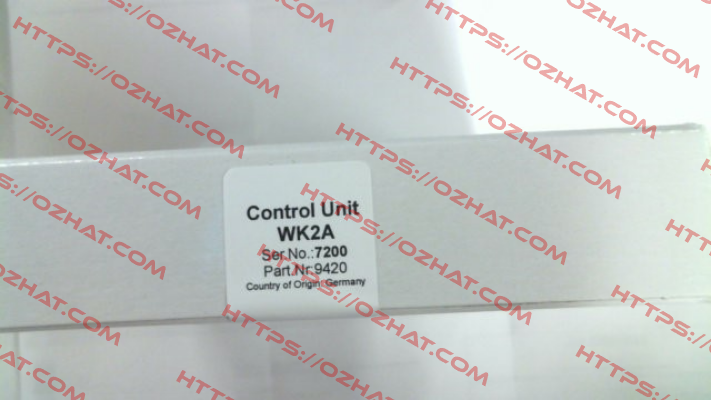 Control Unit
WK2A
Ser.No.:7200
Part.Nr:9420
Country of Origin: Germany
HTTPS://OZHAT.COM